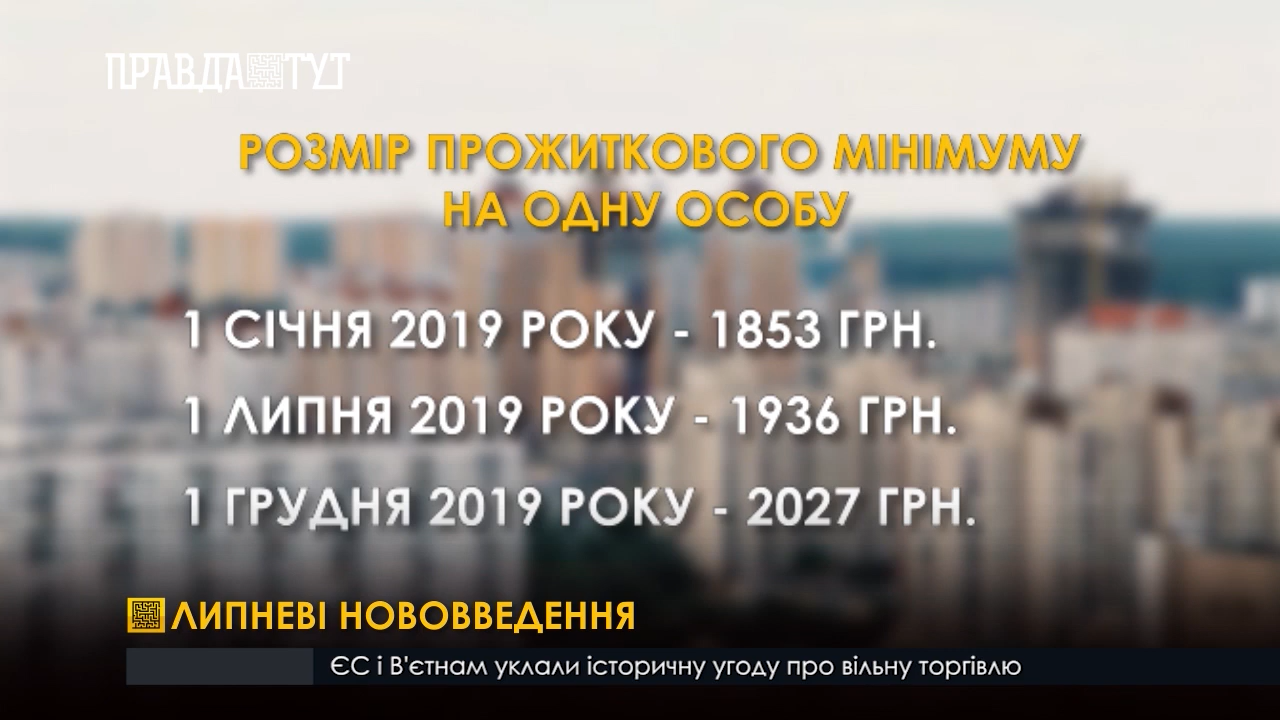 ПРАВДА ТУТ
РОЗМІР ПРОЖИТКОВОГО МІНІМУМУ
НА ОДНУ ОСОБУ
1 СІЧНЯ 2019 РОКУ - 1853 ГРН.
1 ЛИПНЯ 2019 РОКУ - 1936 ГРН.
1 ГРУДНЯ 2019 РОКУ - 2027 ГРН.
ЛИПНЕВІ НОВОВВЕДЕННЯ
ЄС і В'єтнам уклали історичну угоду про вільну торгівлю